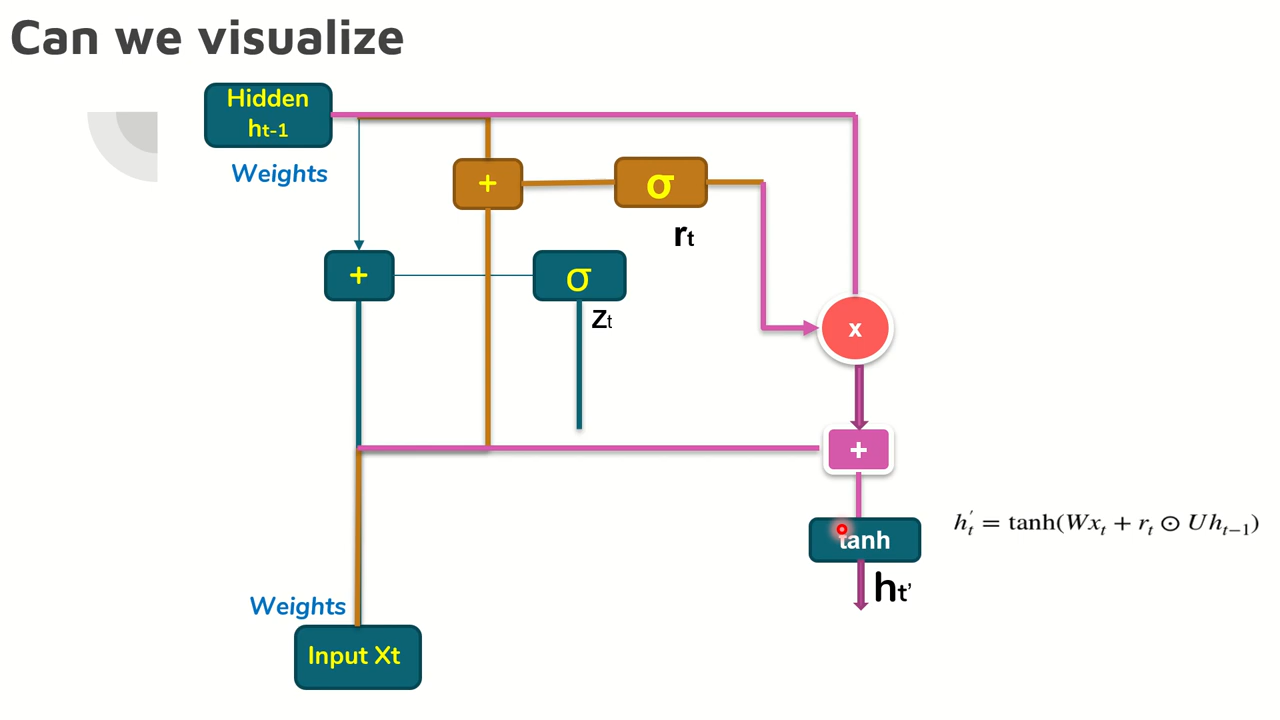 Can we visualize
Hidden
ht-1
Weights
+
σ
rt
+
σ
Zt
x
+
tanh
h′t = tanh(Wxt + rt ⊙ Uht−1)
ht'
Weights
Input Xt